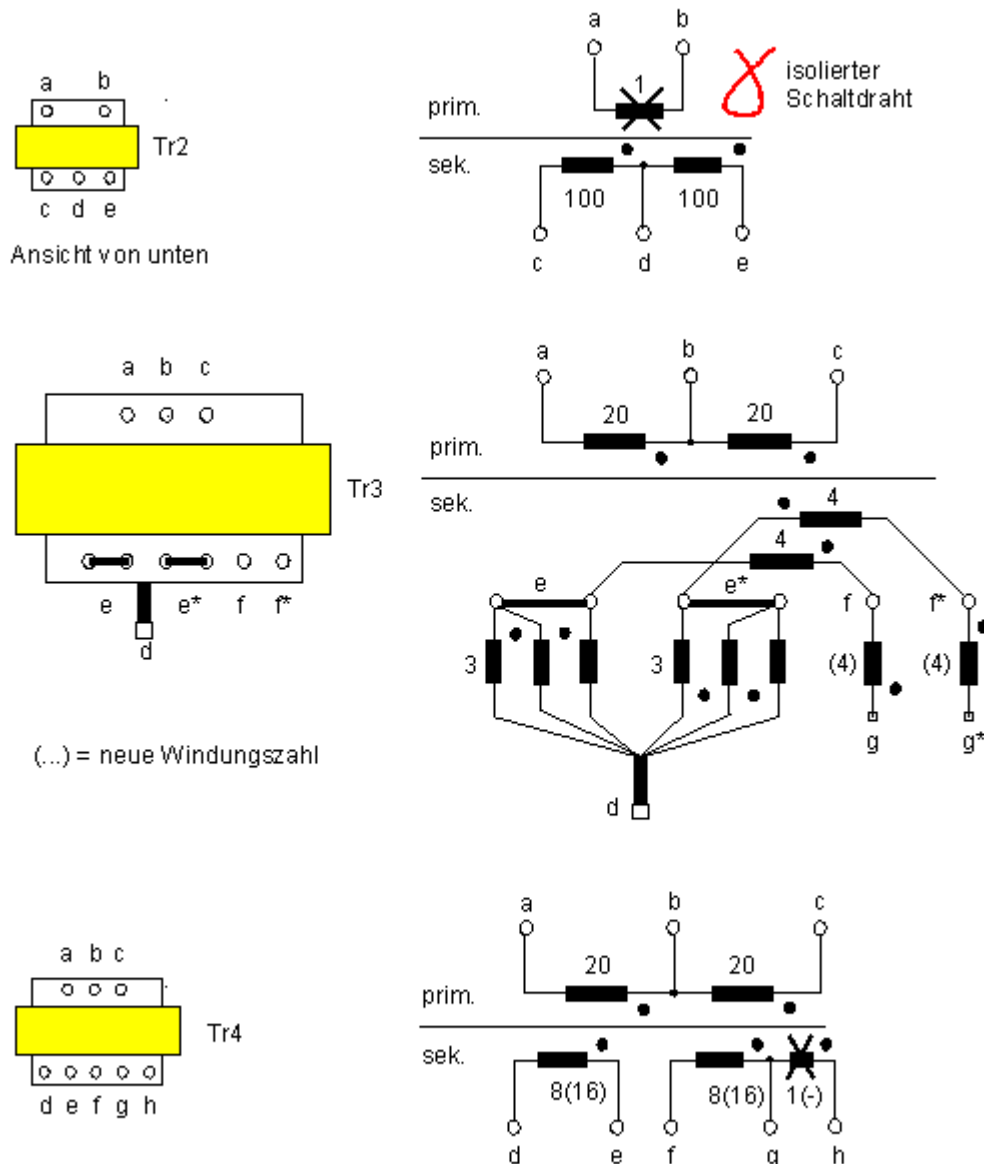 a b
Tr2
c d e
Ansicht von unten
a b
1
isolierter
Schaltdraht
prim.
sek.
100 100
c d e
a b c
Tr3
e e* f f*
d
(...) = neue Windungszahl
a b c
20 20
prim.
sek.
4
4
e e* f f*
3 3 (4) (4)
g g*
d
a b c
Tr4
d e f g h
a b c
20 20
prim.
sek.
8(16) 8(16) 1(-)
d e f g h